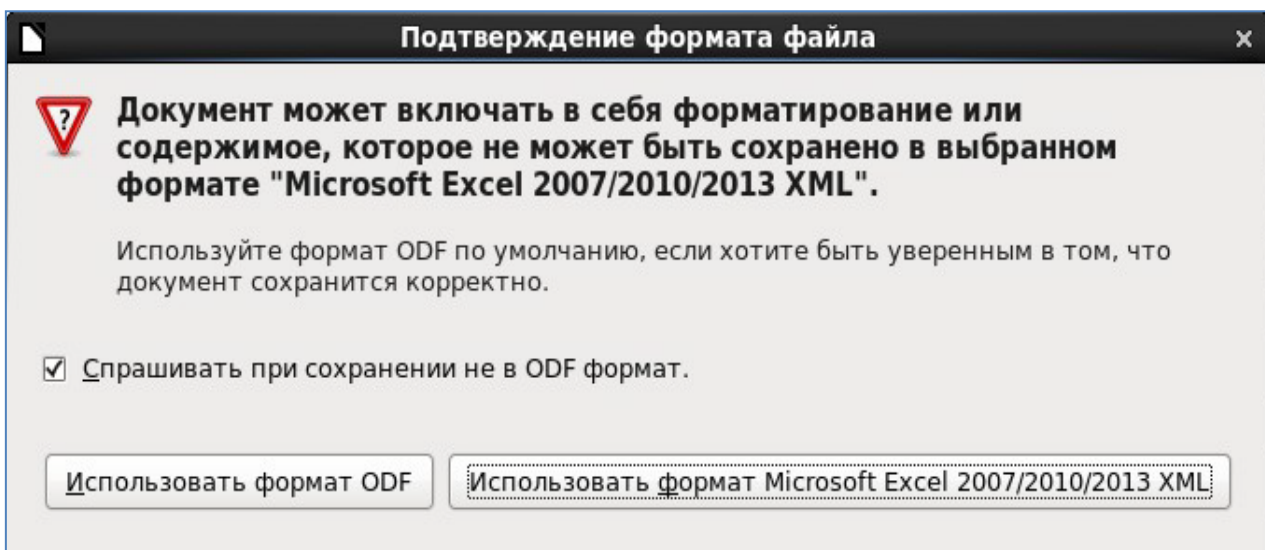 Подтверждение формата файла
Документ может включать в себя форматирование или
содержимое, которое не может быть сохранено в выбранном
формате "Microsoft Excel 2007/2010/2013 XML".
Используйте формат ODF по умолчанию, если хотите быть уверенным в том, что
документ сохранится корректно.
Спрашивать при сохранении не в ODF формат.
Использовать формат ODF
Использовать формат Microsoft Excel 2007/2010/2013 XML